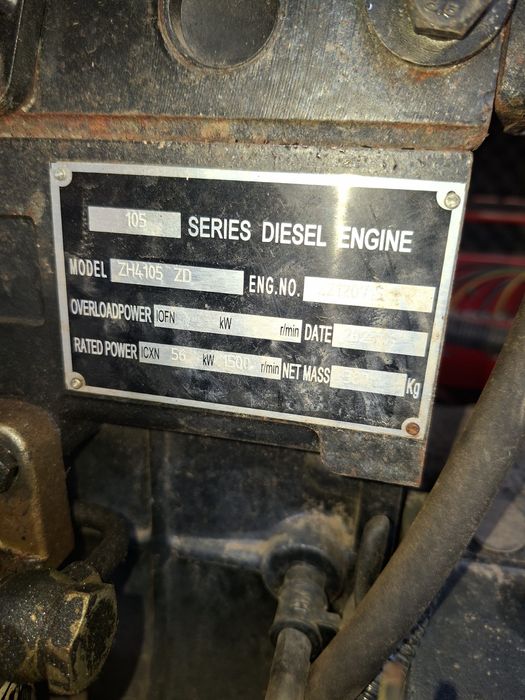 105 SERIES DIESEL ENGINE
MODEL ZH4105 ZD ENG.NO.
OVERLOADPOWER IOFN kW r/min DATE
RATED POWER ICXN 56 kW 1500 r/min NET MASS Kg